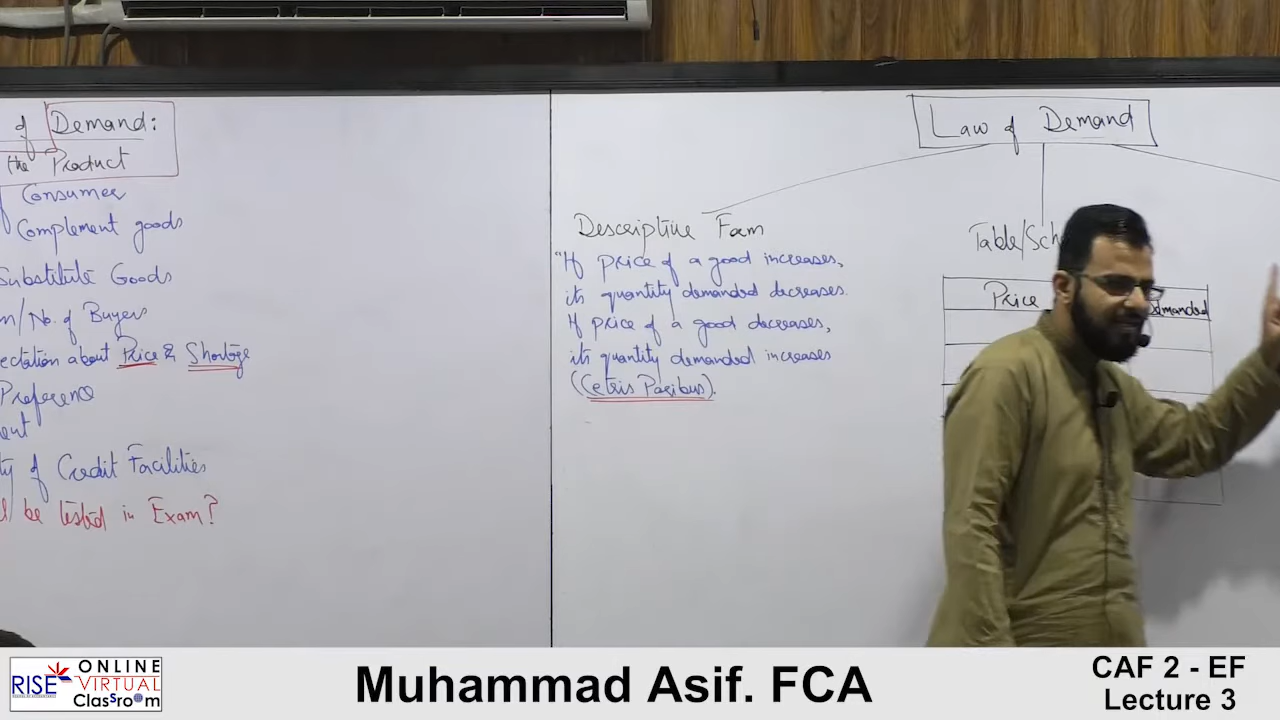 of Demand:
the Product
Consumer
Complement goods
Substitute Goods
/No. of Buyers
ectation about Price & Shortage
Preference
ent
ty of Credit Facilities
be tested in Exam?
Law of Demand
Descriptive Form
"If price of a good increases,
its quantity demanded decreases.
If price of a good decreases,
its quantity demanded increases
(Cetris Paribus).
Table/Sch
Price
demanded
RISE
ONLINE
VIRTUAL
Classroom
Muhammad Asif. FCA
CAF 2 - EF
Lecture 3